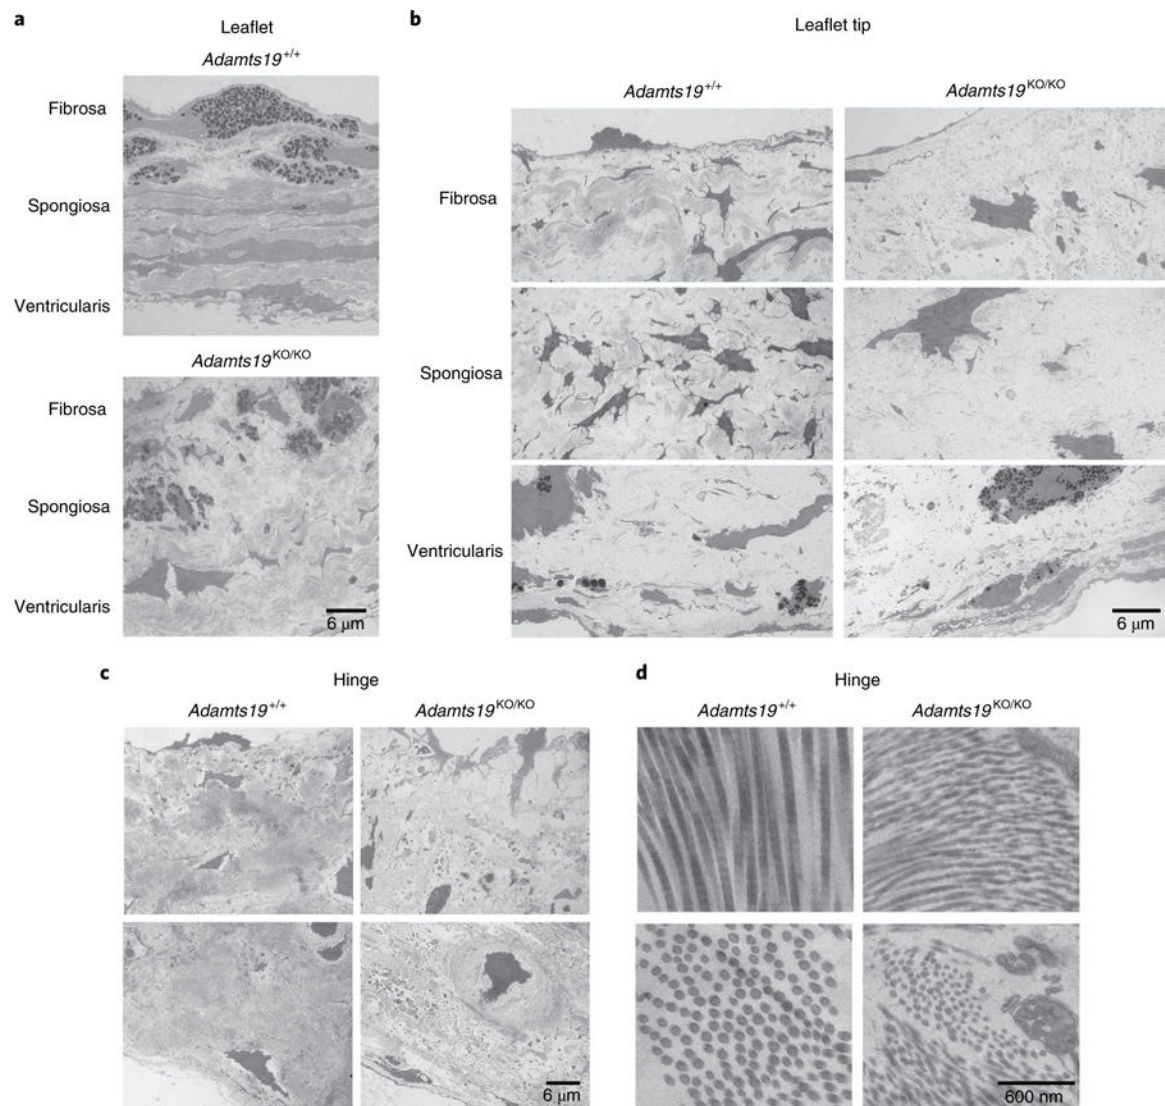 a
Leaflet
Adamts19+/+
Fibrosa
Spongiosa
Ventricularis
Adamts19KO/KO
Fibrosa
Spongiosa
Ventricularis
6 μm
b
Leaflet tip
Adamts19+/+
Adamts19KO/KO
Fibrosa
Spongiosa
Ventricularis
6 μm
c
Hinge
Adamts19+/+
Adamts19KO/KO
6 μm
d
Hinge
Adamts19+/+
Adamts19KO/KO
600 nm